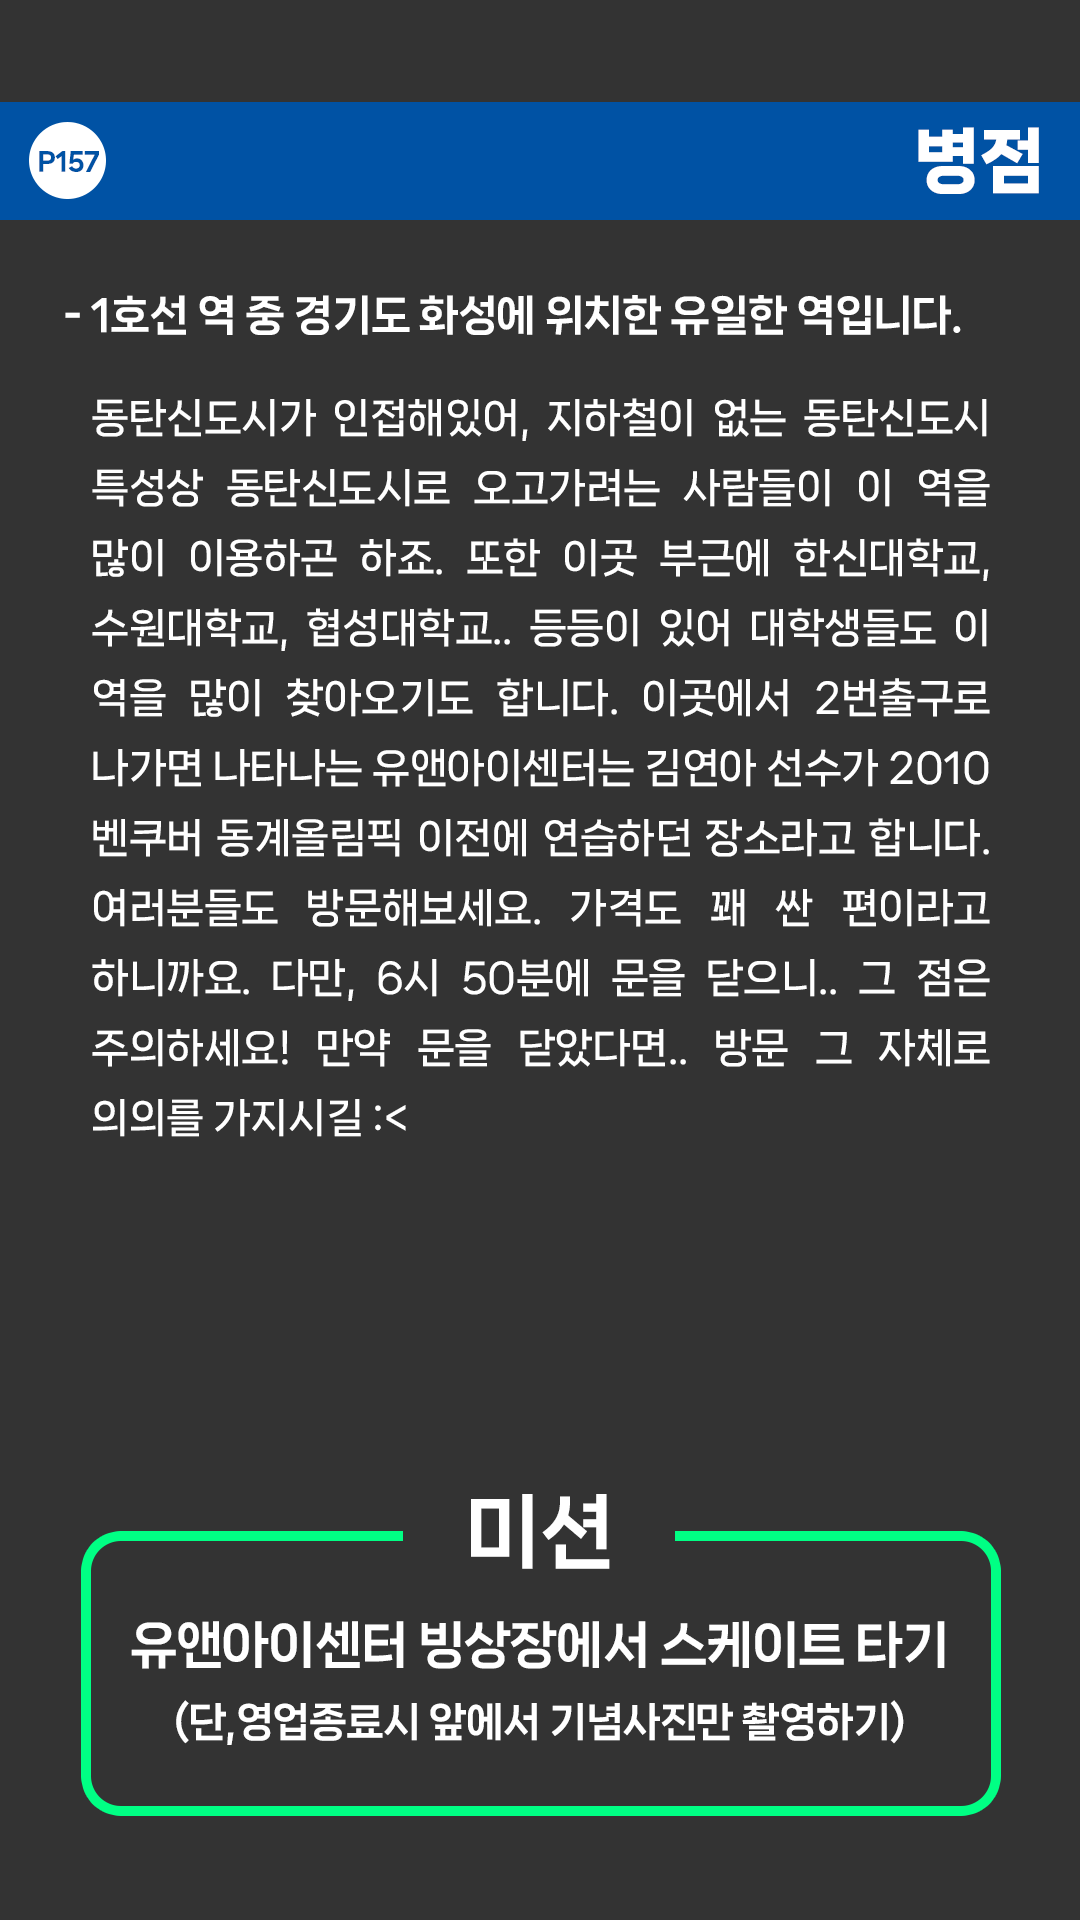 P157
병점
- 1호선 역 중 경기도 화성에 위치한 유일한 역입니다.
동탄신도시가 인접해있어, 지하철이 없는 동탄신도시
특성상 동탄신도시로 오고가려는 사람들이 이 역을
많이 이용하곤 하죠. 또한 이곳 부근에 한신대학교,
수원대학교, 협성대학교.. 등등이 있어 대학생들도 이
역을 많이 찾아오기도 합니다. 이곳에서 2번출구로
나가면 나타나는 유앤아이센터는 김연아 선수가 2010
벤쿠버 동계올림픽 이전에 연습하던 장소라고 합니다.
여러분들도 방문해보세요. 가격도 꽤 싼 편이라고
하니까요. 다만, 6시 50분에 문을 닫으니.. 그 점은
주의하세요! 만약 문을 닫았다면.. 방문 그 자체로
의의를 가지시길 :<
미션
유앤아이센터 빙상장에서 스케이트 타기
(단,영업종료시 앞에서 기념사진만 촬영하기)